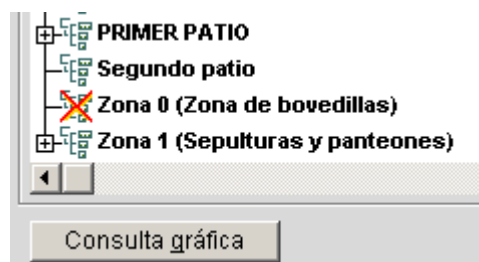 PRIMER PATIO
Segundo patio
Zona 0 (Zona de bovedillas)
Zona 1 (Sepulturas y panteones)
Consulta gráfica